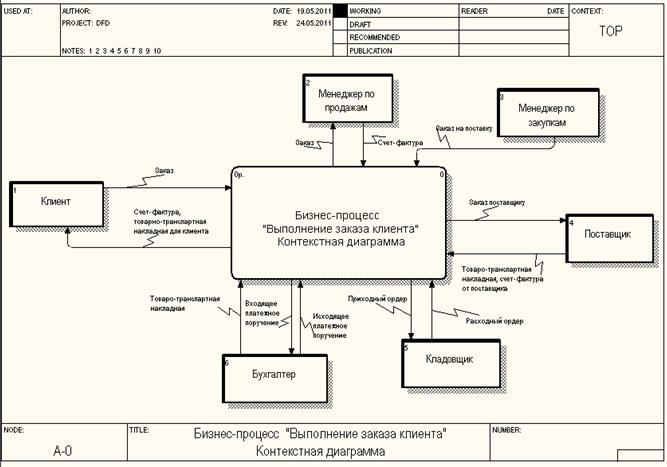 USED AT:
AUTHOR:
DATE: 19.05.2011
PROJECT: DFD
REV: 24.05.2011
NOTES: 1 2 3 4 5 6 7 8 9 10
WORKING
DRAFT
RECOMMENDED
PUBLICATION
READER
DATE
CONTEXT:
TOP
2
Менеджер по
продажам
3
Менеджер по
закупкам
Заказ на поставку
Заказ
Счет-фактура
Заказ
1
Клиент
0р.
0
Бизнес-процесс
"Выполнение заказа клиента"
Контекстная диаграмма
Счет-фактура,
товарно-транспартная
накладная для клиента
Заказ поставщику
4
Поставщик
Товаро-транспартная
накладная, счет-фактура
от поставщика
Товаро-транспартная
накладная
Входящее
платежное
поручение
Исходящее
платежное
поручение
Приходный ордер
Расходный ордер
6
Бухгалтер
5
Кладовщик
NODE:
A-0
TITLE:
Бизнес-процесс "Выполнение заказа клиента"
Контекстная диаграмма
NUMBER: